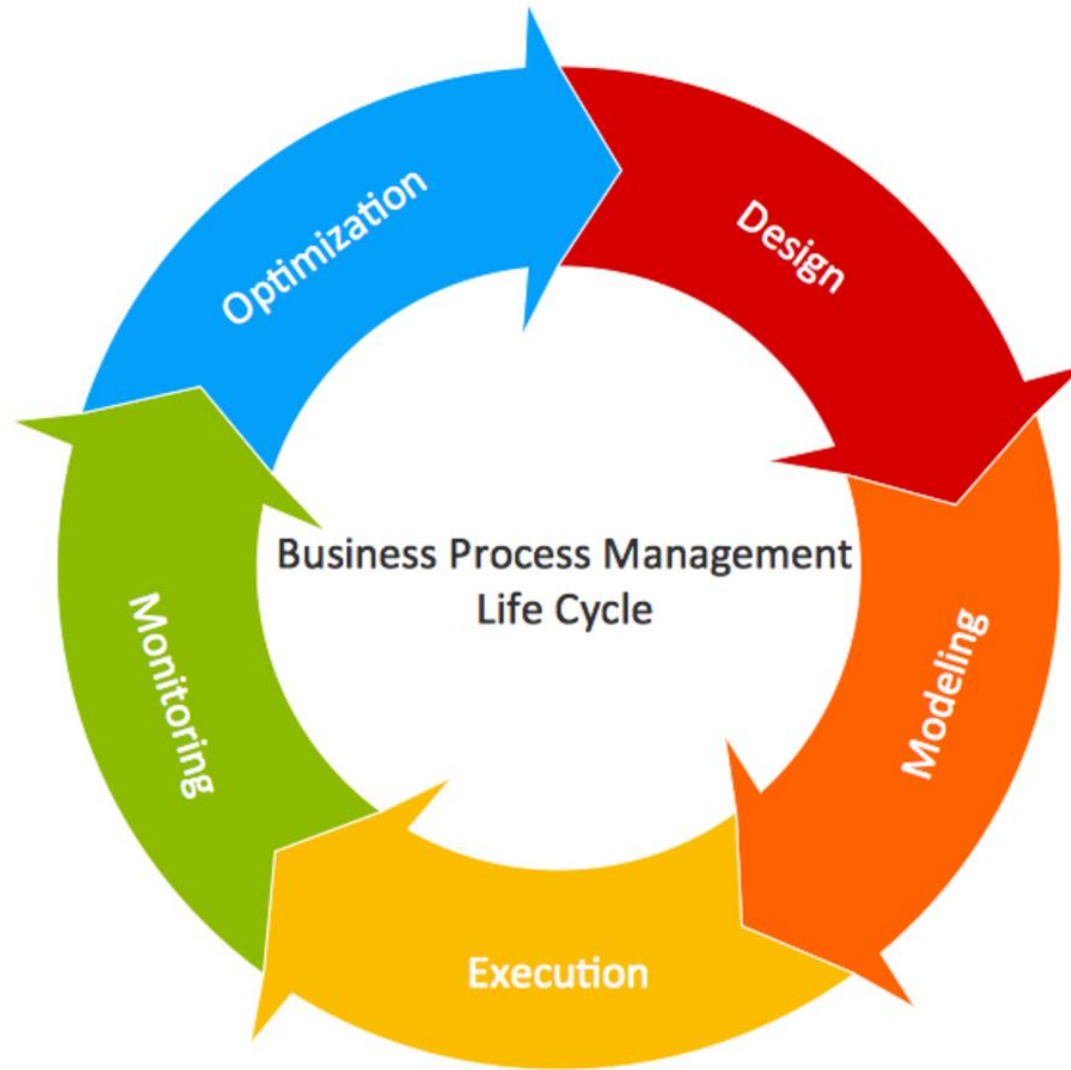 Business Process Management
Life Cycle
Design
Modeling
Execution
Monitoring
Optimization